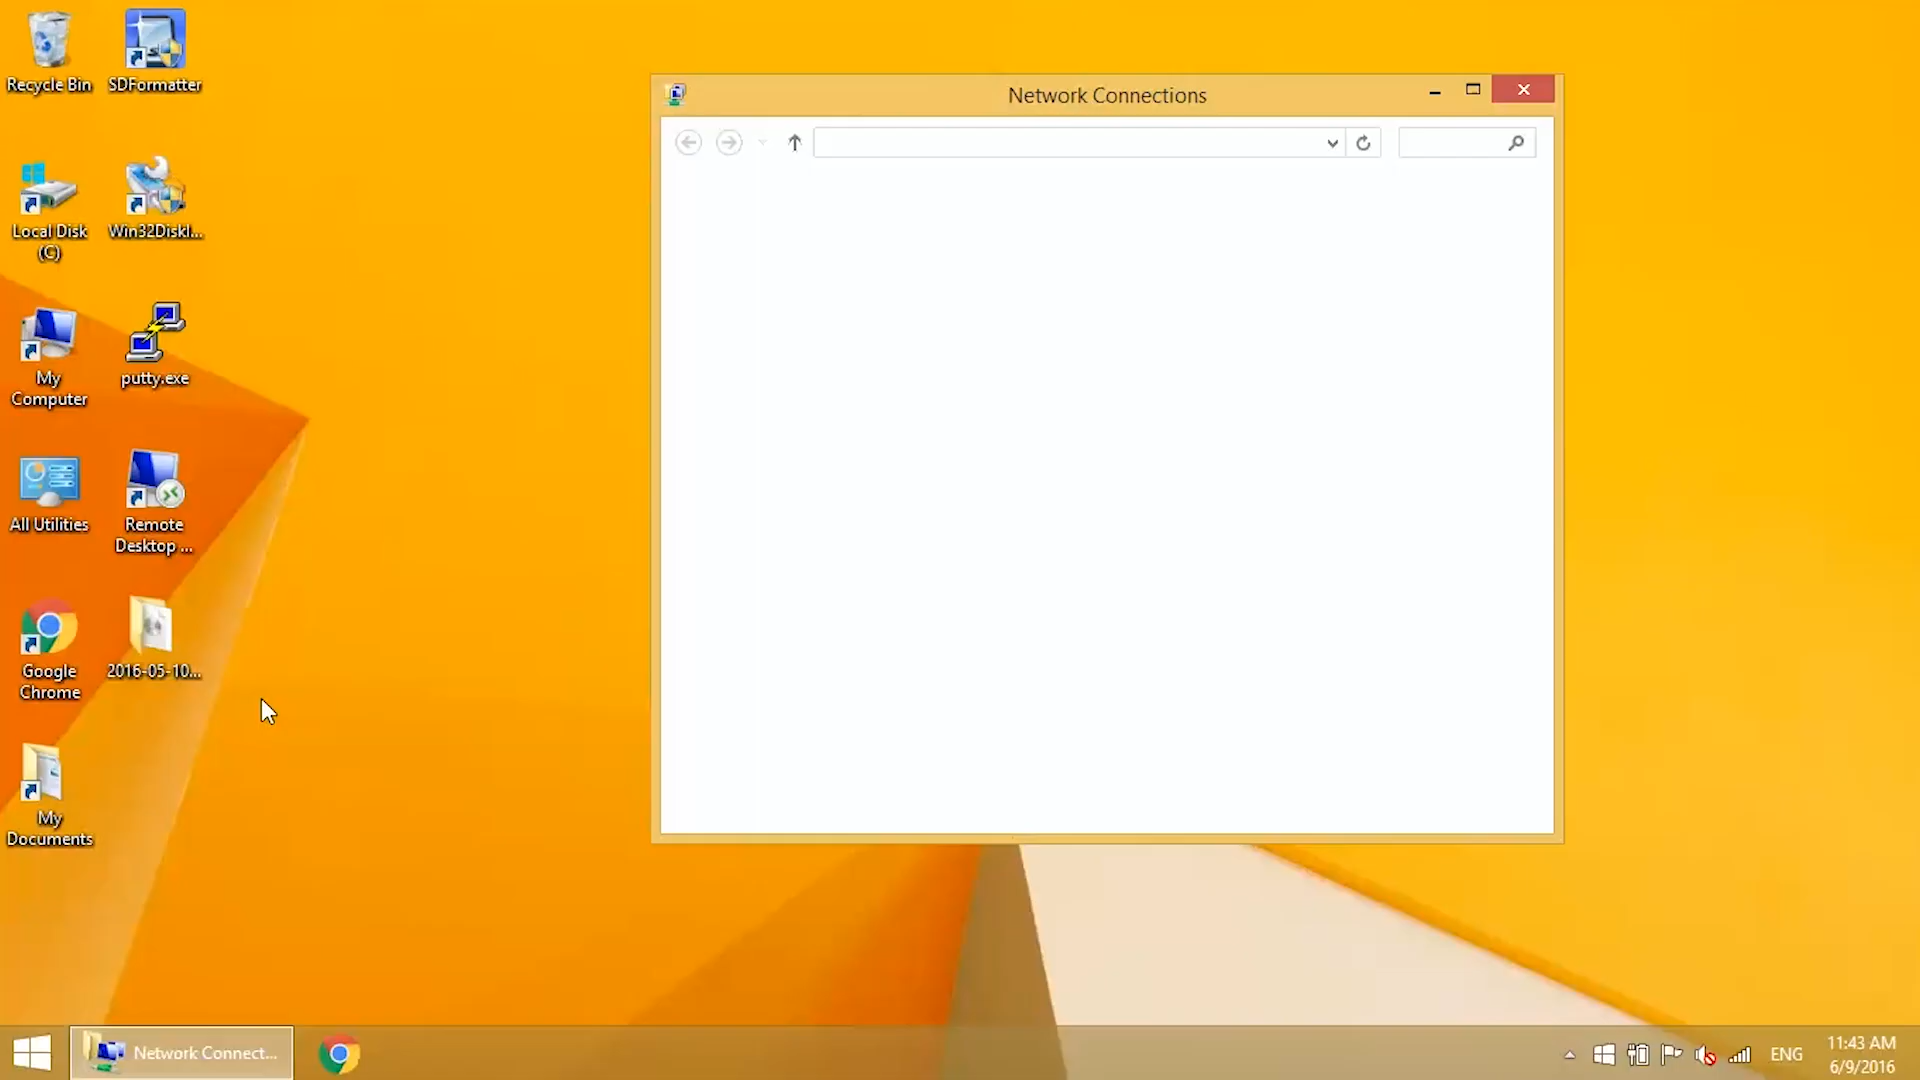 Recycle Bin
SDFormatter
Local Disk
(C)
Win32DiskI...
My
Computer
putty.exe
All Utilities
Remote
Desktop ...
Google
Chrome
2016-05-10...
My
Documents
Network Connections
Network Connect...
ENG
11:43 AM
6/9/2016